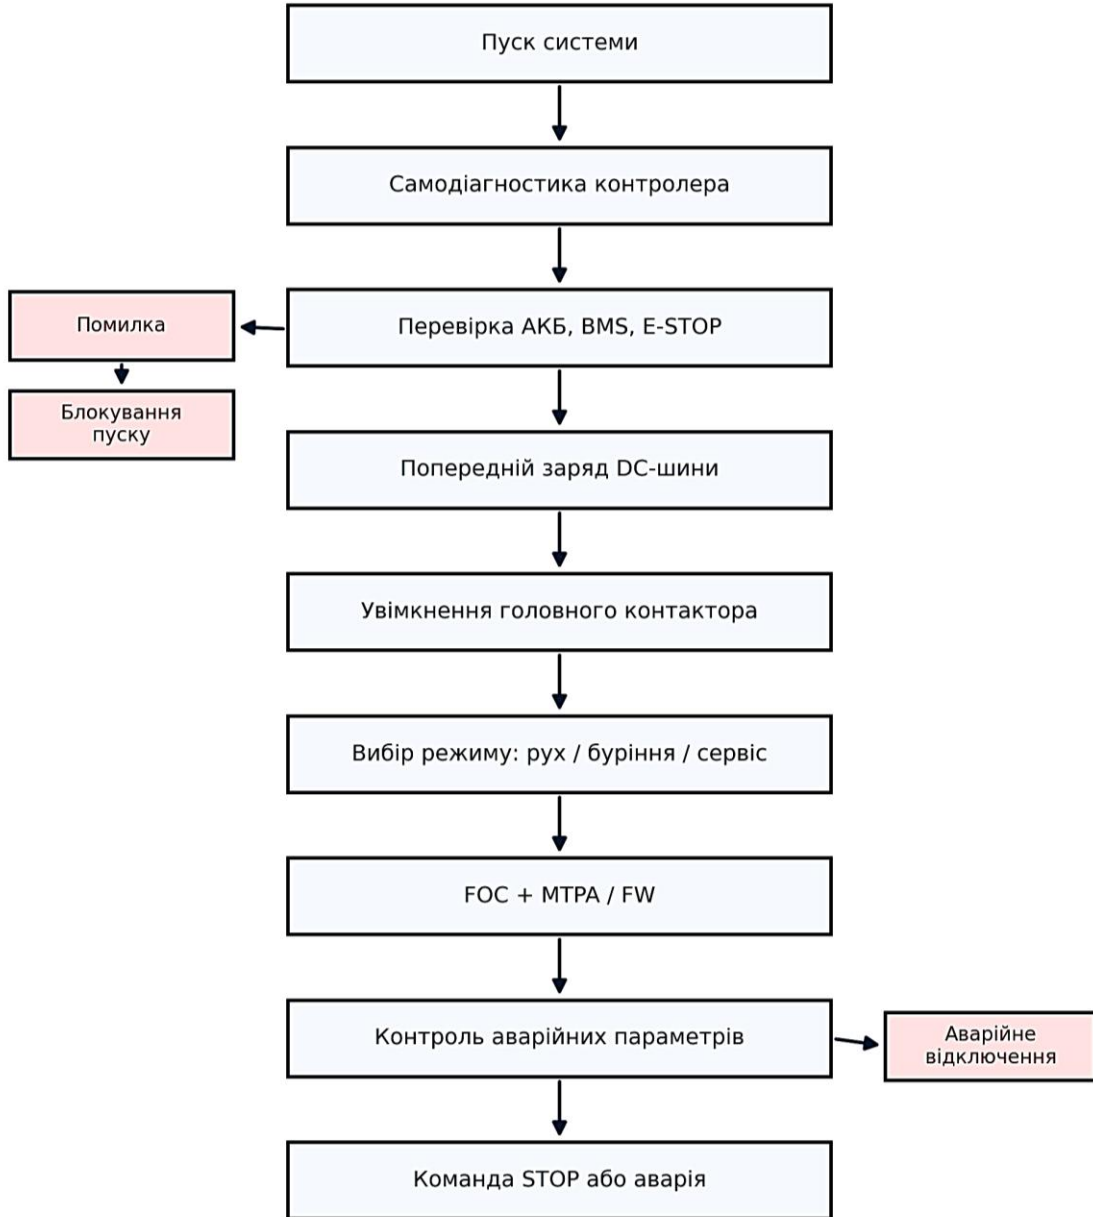 Пуск системи
Самодіагностика контролера
Помилка
Перевірка АКБ, BMS, E-STOP
Блокування
пуску
Попередній заряд DC-шини
Увімкнення головного контактора
Вибір режиму: рух / буріння / сервіс
FOC + MTPA / FW
Контроль аварійних параметрів
Аварійне
відключення
Команда STOP або аварія